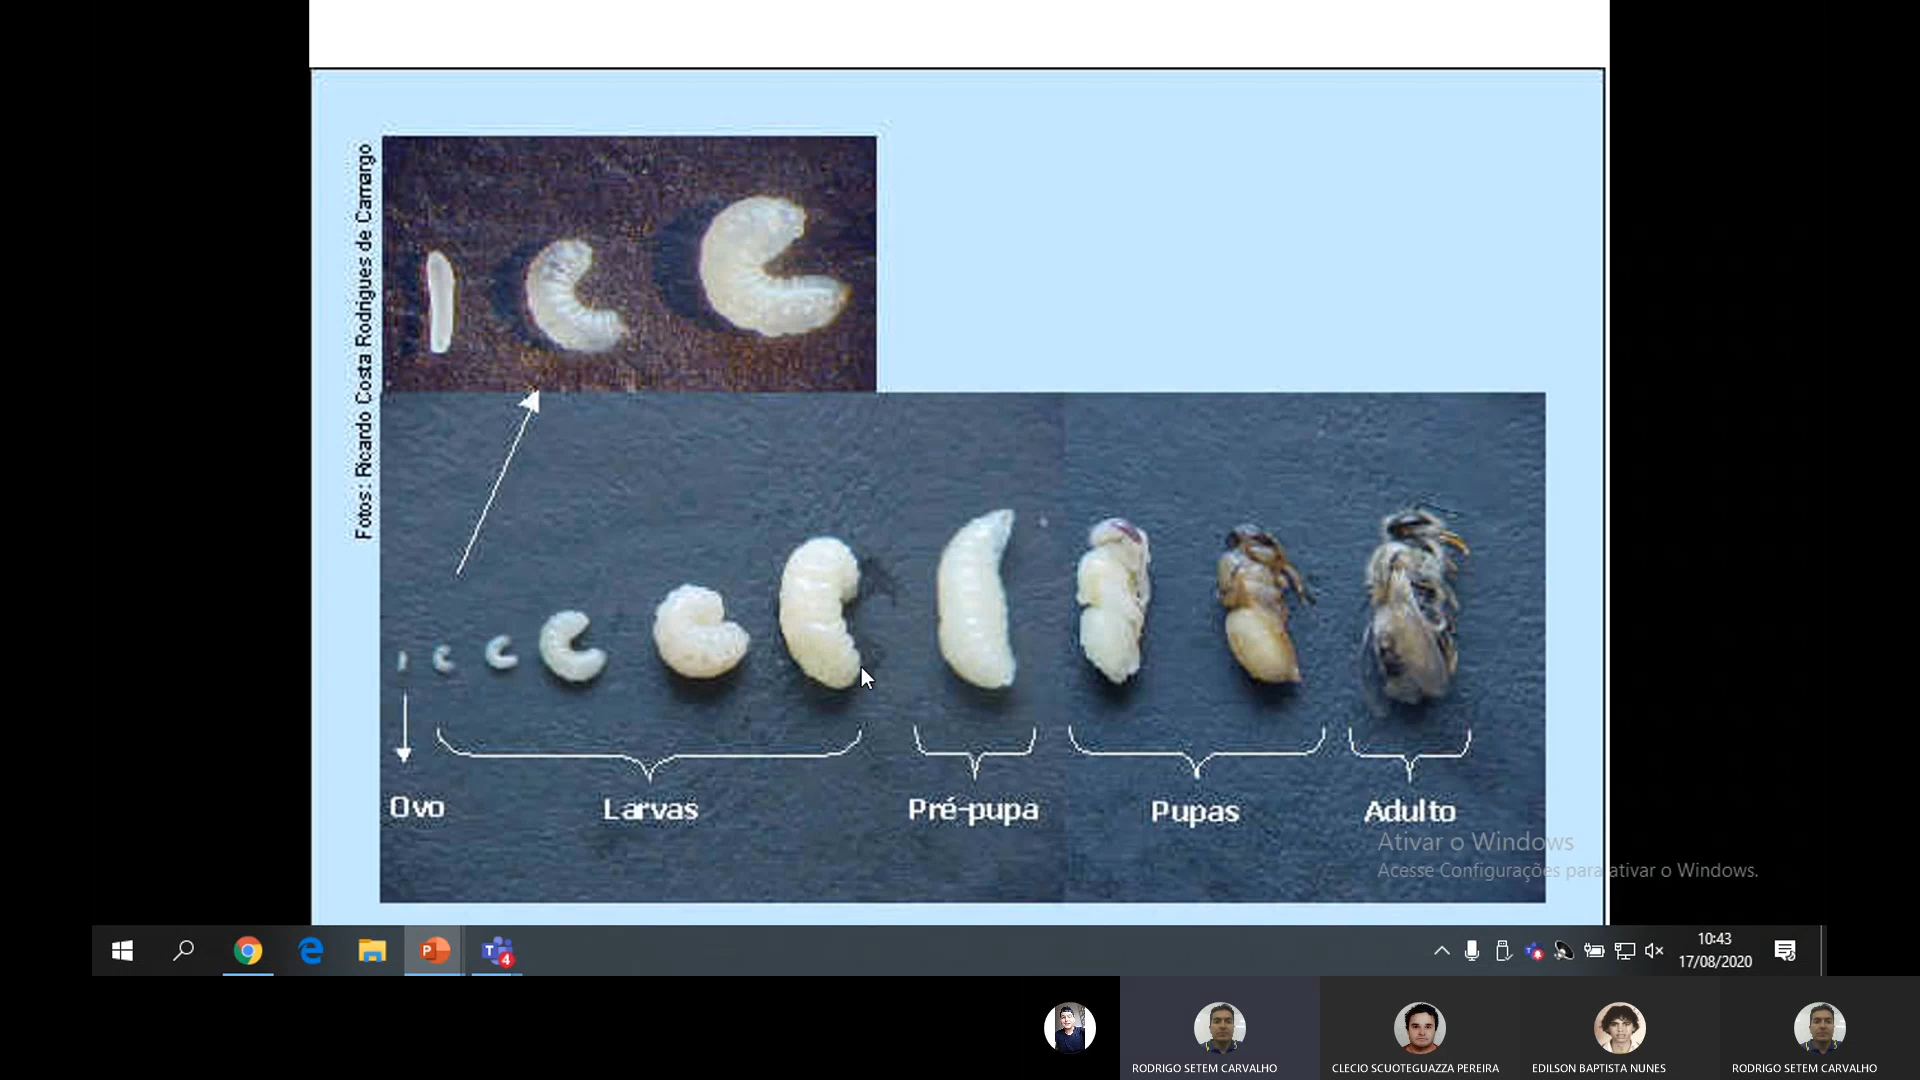 Fotos: Ricardo Costa Rodrigues de Camargo
Ovo
Larvas
Pré-pupa
Pupas
Adulto
Ativar o Windows
Acesse Configurações para ativar o Windows.
P
T
4
10:43
17/08/2020
RODRIGO SETEM CARVALHO
CLECIO SCUOTEGUAZZA PEREIRA
EDILSON BAPTISTA NUNES
RODRIGO SETEM CARVALHO